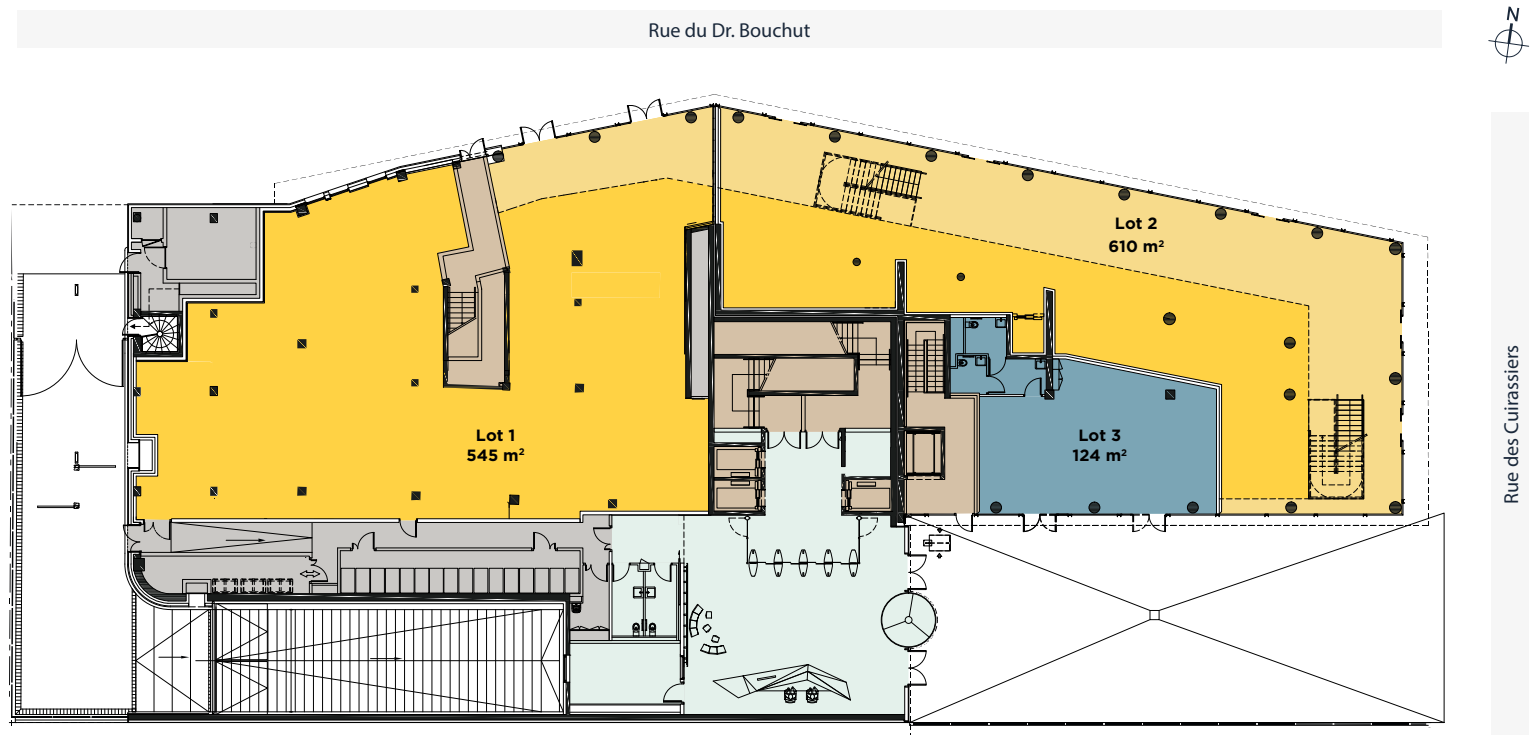 Rue du Dr. Bouchut
N
Lot 2
610 m²
Rue des Cuirassiers
Lot 1
545 m²
Lot 3
124 m²